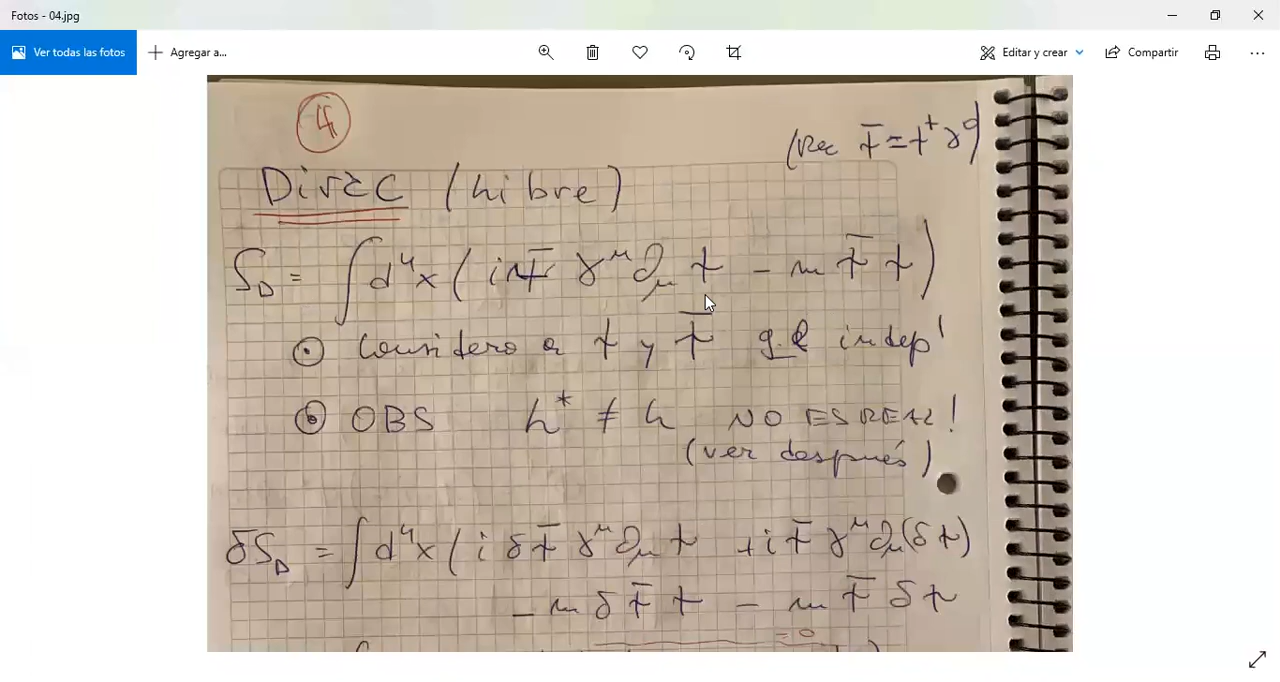 Fotos - 04.jpg
Ver todas las fotos
Agregar a...
Editar y crear
Compartir
4
(Rec ψ̄ = ψ⁺ γ⁰)
Dirac (libre)
S_D = ∫ d⁴x ( i ψ̄ γ^μ ∂_μ ψ - m ψ̄ ψ )
Considero a ψ y ψ̄ g.l indep!
OBS L* ≠ L NO ES REAL!
(ver después)
δS_D = ∫ d⁴x ( i δψ̄ γ^μ ∂_μ ψ + i ψ̄ γ^μ ∂_μ (δψ)
- m δψ̄ ψ - m ψ̄ δψ
= 0